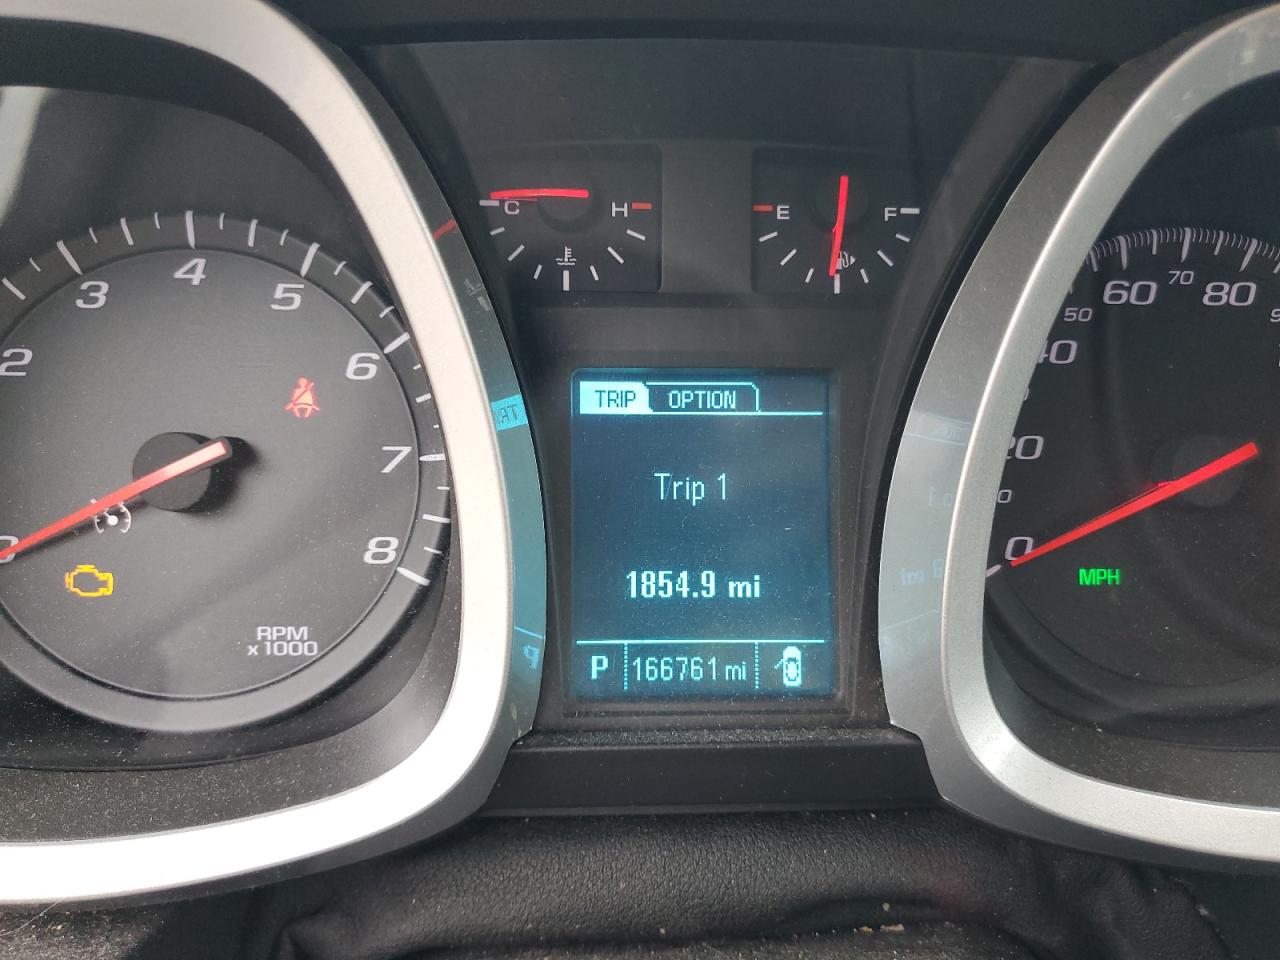 C H
E F
2 3 4 5 6 7 8
RPM
x1000
TRIP OPTION
Trip 1
1854.9 mi
P 166761 mi
0 20 40 50 60 70 80
MPH